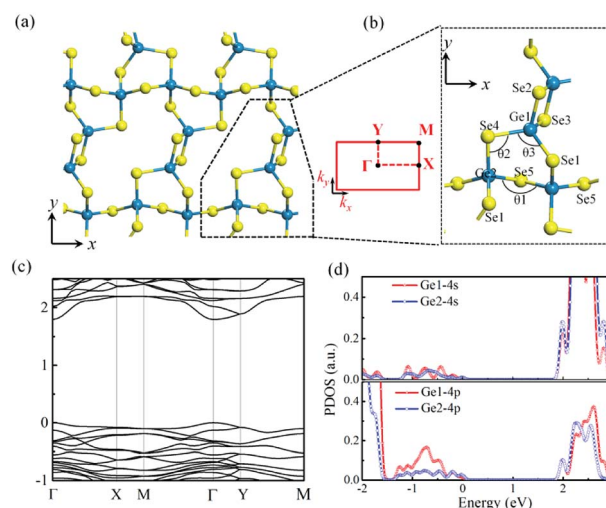 (a)
y
x
Y
M
Γ
X
ky
kx
(b)
y
x
Se2
Ge1
Se4
Se3
θ2
θ3
Se1
Ge2
Se5
θ1
Se5
Se1
(c)
2
1
0
-1
Γ
X
M
Γ
Y
M
(d)
PDOS (a.u.)
0.4
0.2
0.0
Ge1-4s
Ge2-4s
0.4
0.2
0.0
Ge1-4p
Ge2-4p
-2
-1
0
1
2
Energy (eV)